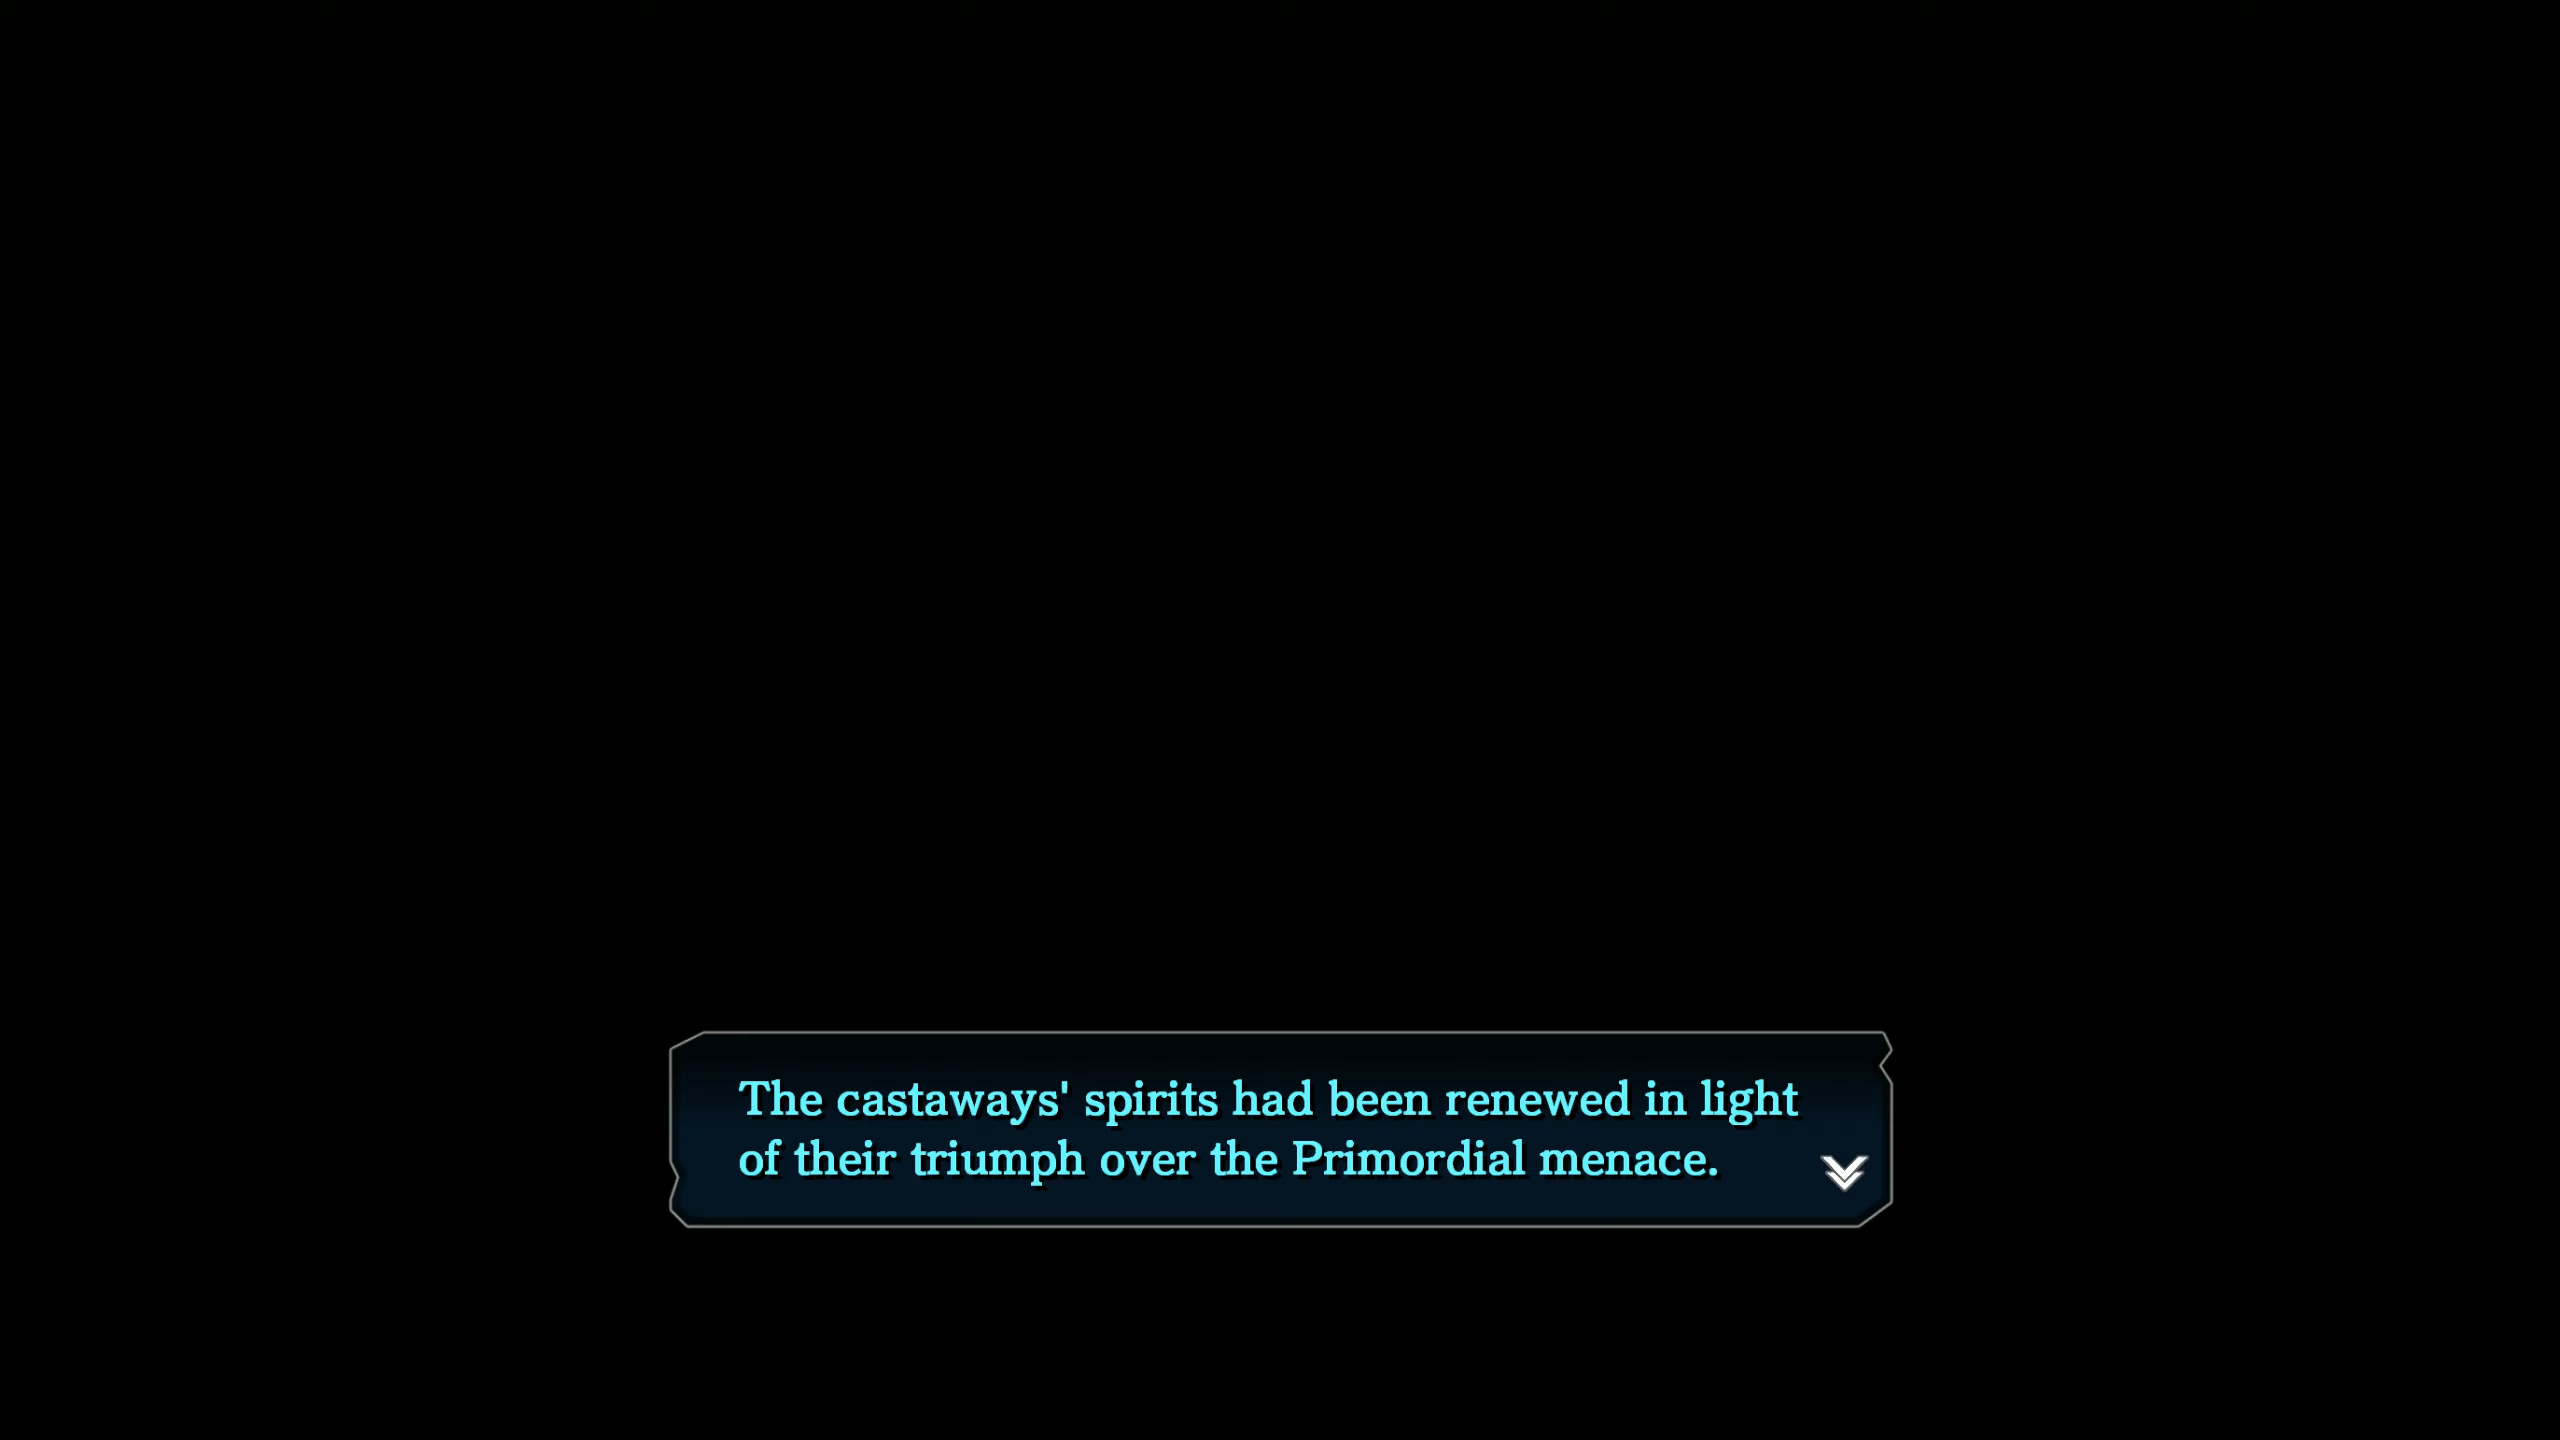 The castaways' spirits had been renewed in light
of their triumph over the Primordial menace.